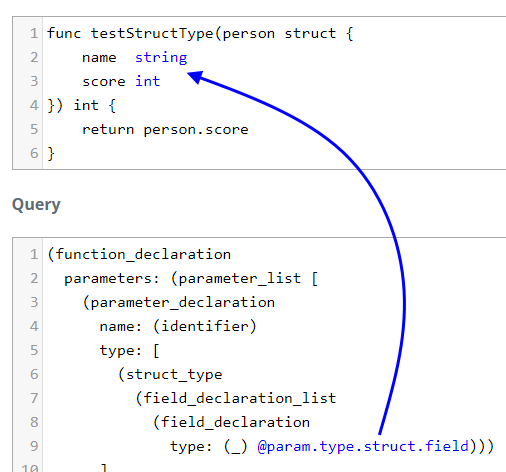 1 func testStructType(person struct {
2     name  string
3     score int
4 }) int {
5     return person.score
6 }
Query
1 (function_declaration
2   parameters: (parameter_list [
3     (parameter_declaration
4       name: (identifier)
5       type: [
6         (struct_type
7           (field_declaration_list
8             (field_declaration
9               type: (_) @param.type.struct.field)))
10       ]